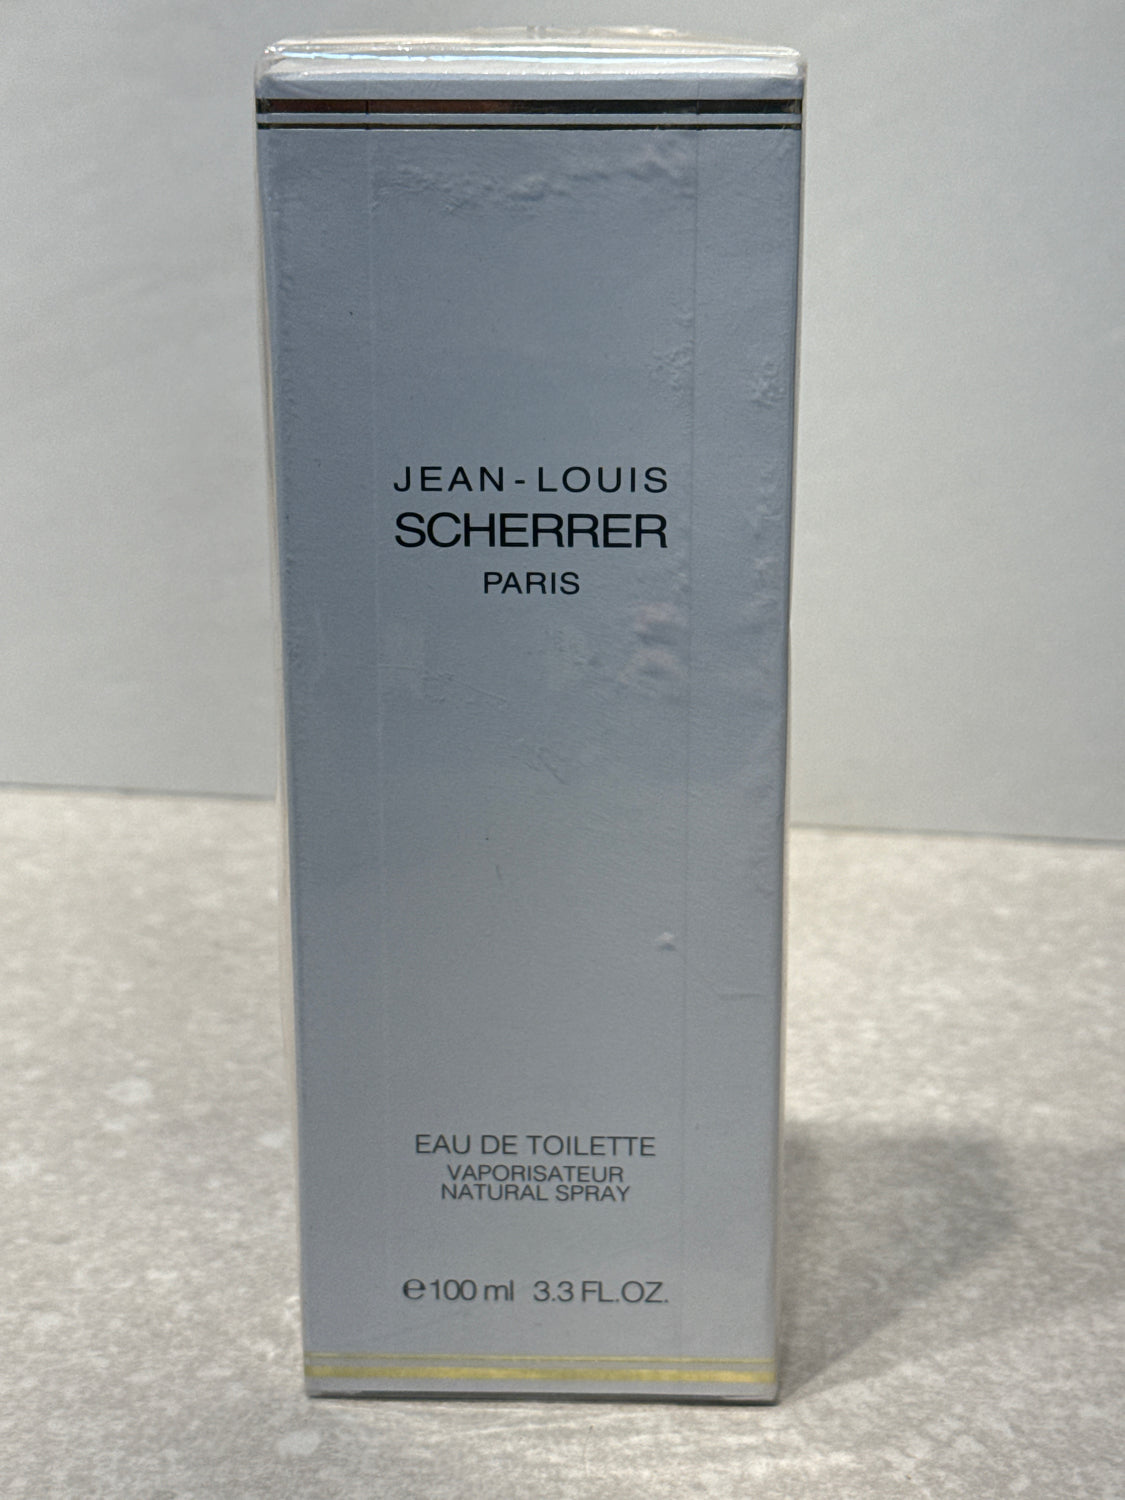 JEAN-LOUIS
SCHERRER
PARIS
EAU DE TOILETTE
VAPORISATEUR
NATURAL SPRAY
℮100 ml 3.3 FL.OZ.